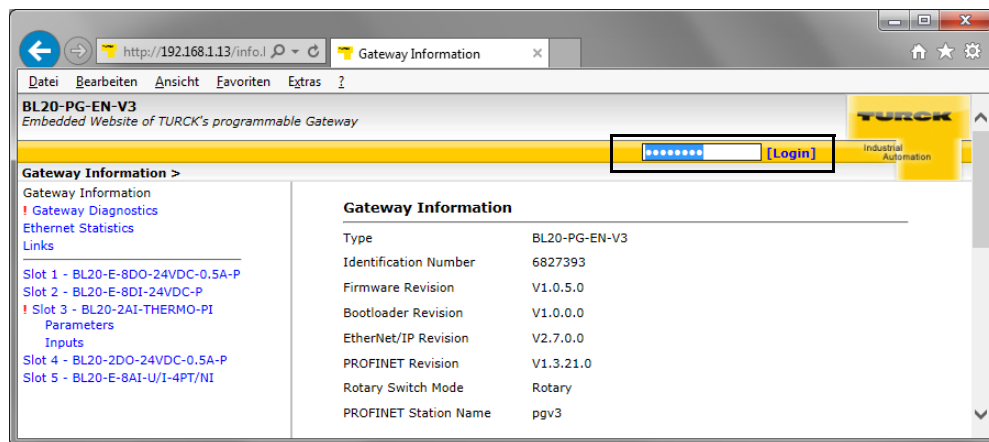 http://192.168.1.13/info.l
Gateway Information
Datei Bearbeiten Ansicht Favoriten Extras ?
BL20-PG-EN-V3
Embedded Website of TURCK's programmable Gateway
TURCK
[Login]
Industrial
Automation
Gateway Information >
Gateway Information
! Gateway Diagnostics
Ethernet Statistics
Links
Slot 1 - BL20-E-8DO-24VDC-0.5A-P
Slot 2 - BL20-E-8DI-24VDC-P
! Slot 3 - BL20-2AI-THERMO-PI
Parameters
Inputs
Slot 4 - BL20-2DO-24VDC-0.5A-P
Slot 5 - BL20-E-8AI-U/I-4PT/NI
Gateway Information
Type BL20-PG-EN-V3
Identification Number 6827393
Firmware Revision V1.0.5.0
Bootloader Revision V1.0.0.0
EtherNet/IP Revision V2.7.0.0
PROFINET Revision V1.3.21.0
Rotary Switch Mode Rotary
PROFINET Station Name pgv3